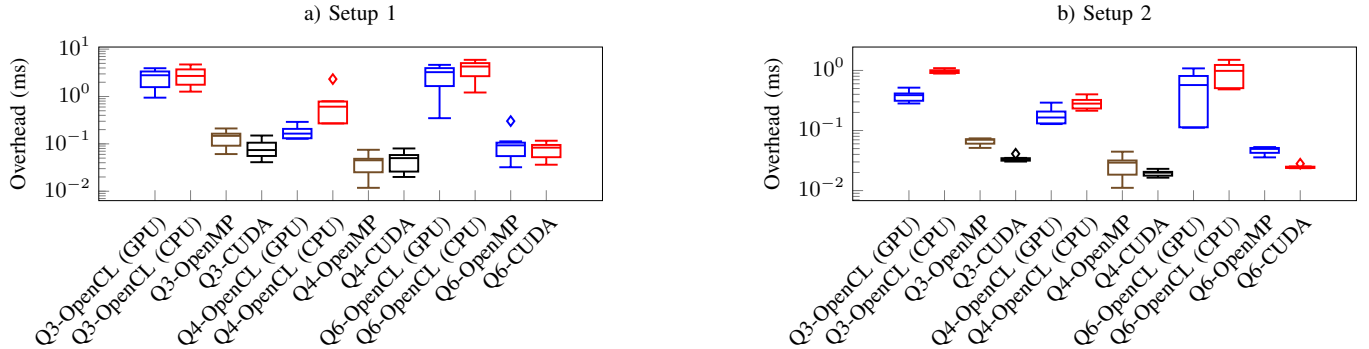 a) Setup 1
Overhead (ms)
10^1
10^0
10^-1
10^-2
Q3-OpenCL (GPU)
Q3-OpenCL (CPU)
Q3-OpenMP
Q3-CUDA
Q4-OpenCL (GPU)
Q4-OpenCL (CPU)
Q4-OpenMP
Q4-CUDA
Q6-OpenCL (GPU)
Q6-OpenCL (CPU)
Q6-OpenMP
Q6-CUDA
b) Setup 2
Overhead (ms)
10^0
10^-1
10^-2
Q3-OpenCL (GPU)
Q3-OpenCL (CPU)
Q3-OpenMP
Q3-CUDA
Q4-OpenCL (GPU)
Q4-OpenCL (CPU)
Q4-OpenMP
Q4-CUDA
Q6-OpenCL (GPU)
Q6-OpenCL (CPU)
Q6-OpenMP
Q6-CUDA